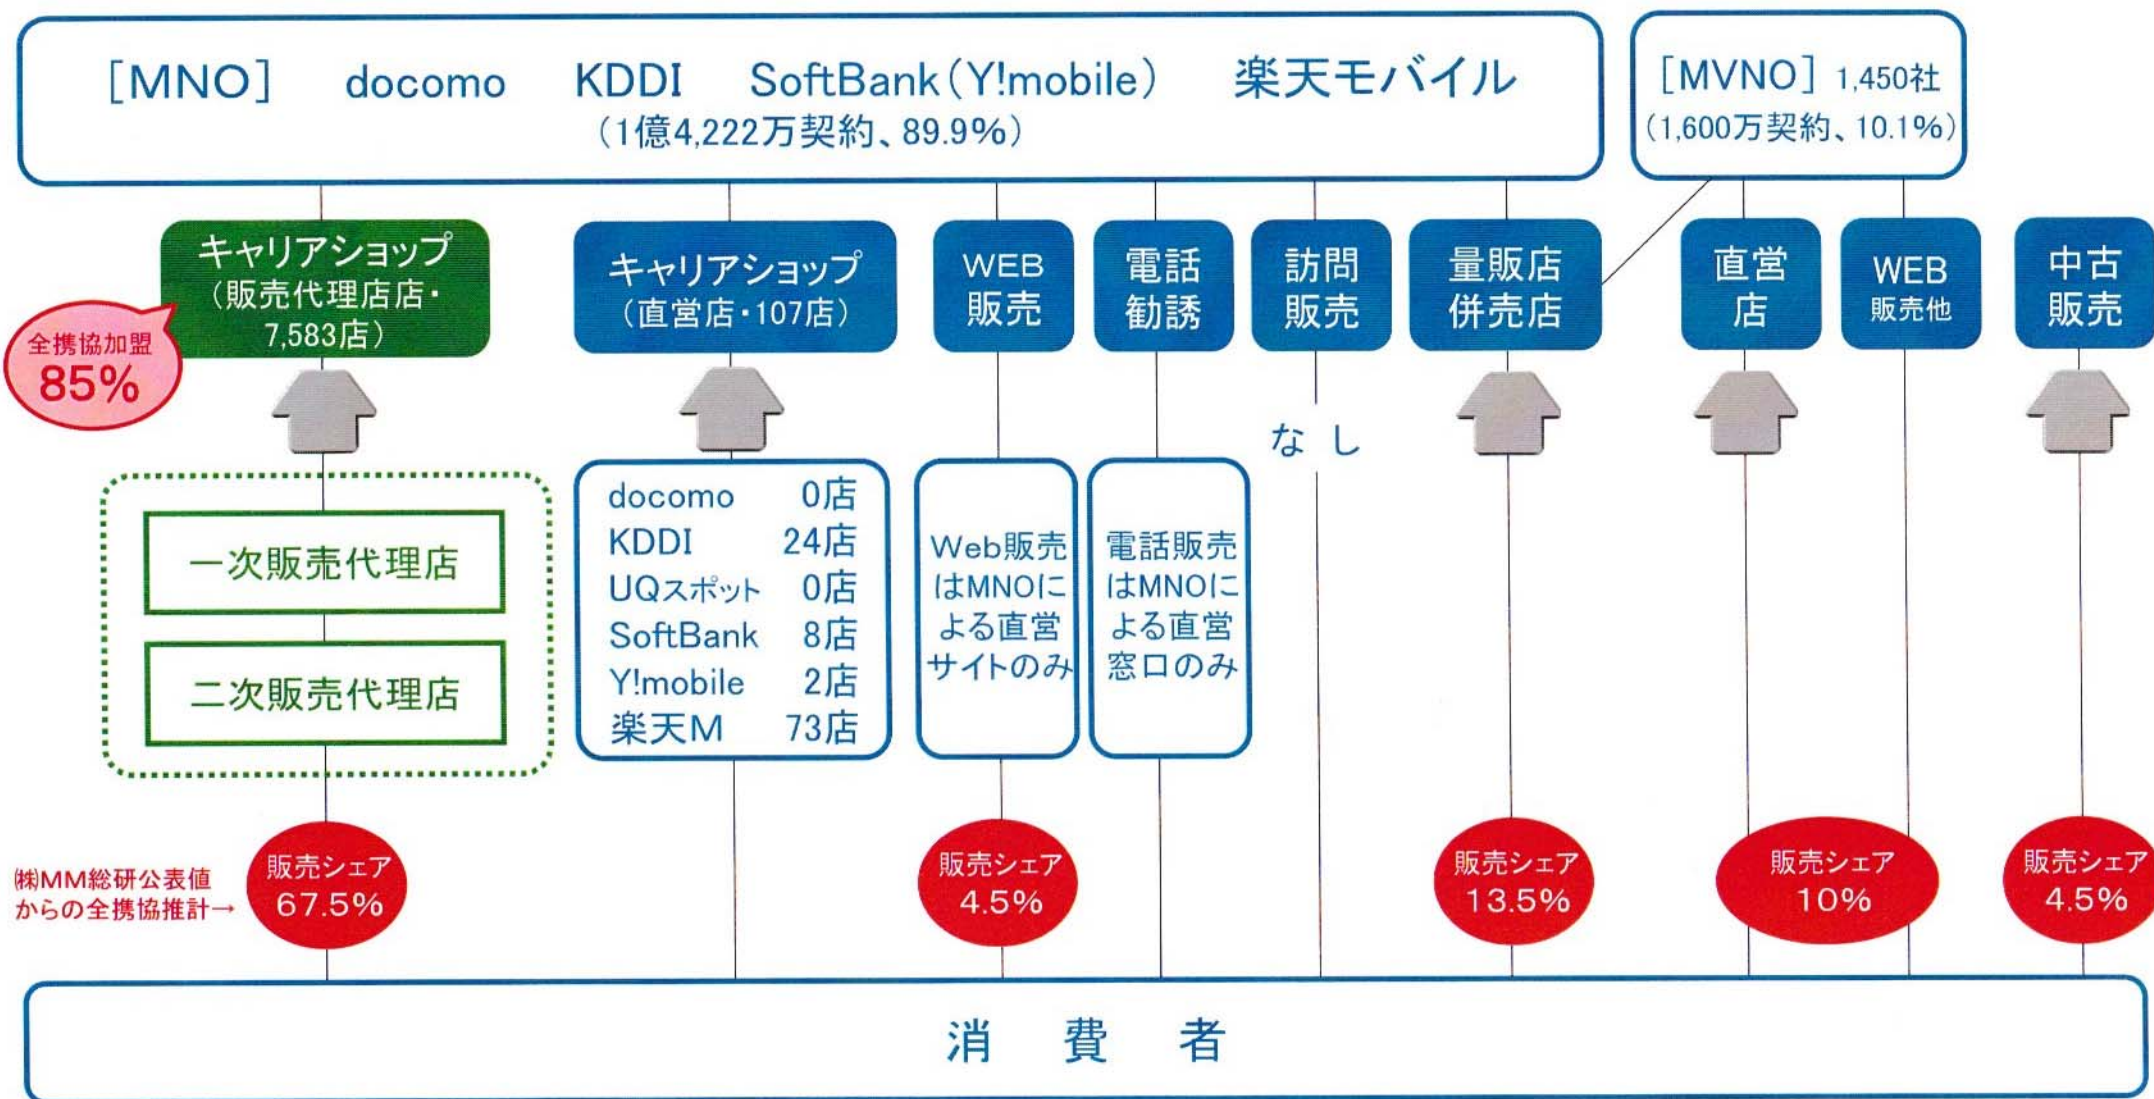 [MNO] docomo KDDI SoftBank(Y!mobile) 楽天モバイル
(1億4,222万契約、89.9%)
[MVNO] 1,450社
(1,600万契約、10.1%)
キャリアショップ
(販売代理店店・
7,583店)
全携協加盟
85%
キャリアショップ
(直営店・107店)
WEB
販売
電話
勧誘
訪問
販売
量販店
併売店
直営
店
WEB
販売他
中古
販売
なし
一次販売代理店
二次販売代理店
docomo 0店
KDDI 24店
UQスポット 0店
SoftBank 8店
Y!mobile 2店
楽天M 73店
Web販売
はMNOに
よる直営
サイトのみ
電話販売
はMNOに
よる直営
窓口のみ
㈱MM総研公表値
からの全携協推計→
販売シェア
67.5%
販売シェア
4.5%
販売シェア
13.5%
販売シェア
10%
販売シェア
4.5%
消費者